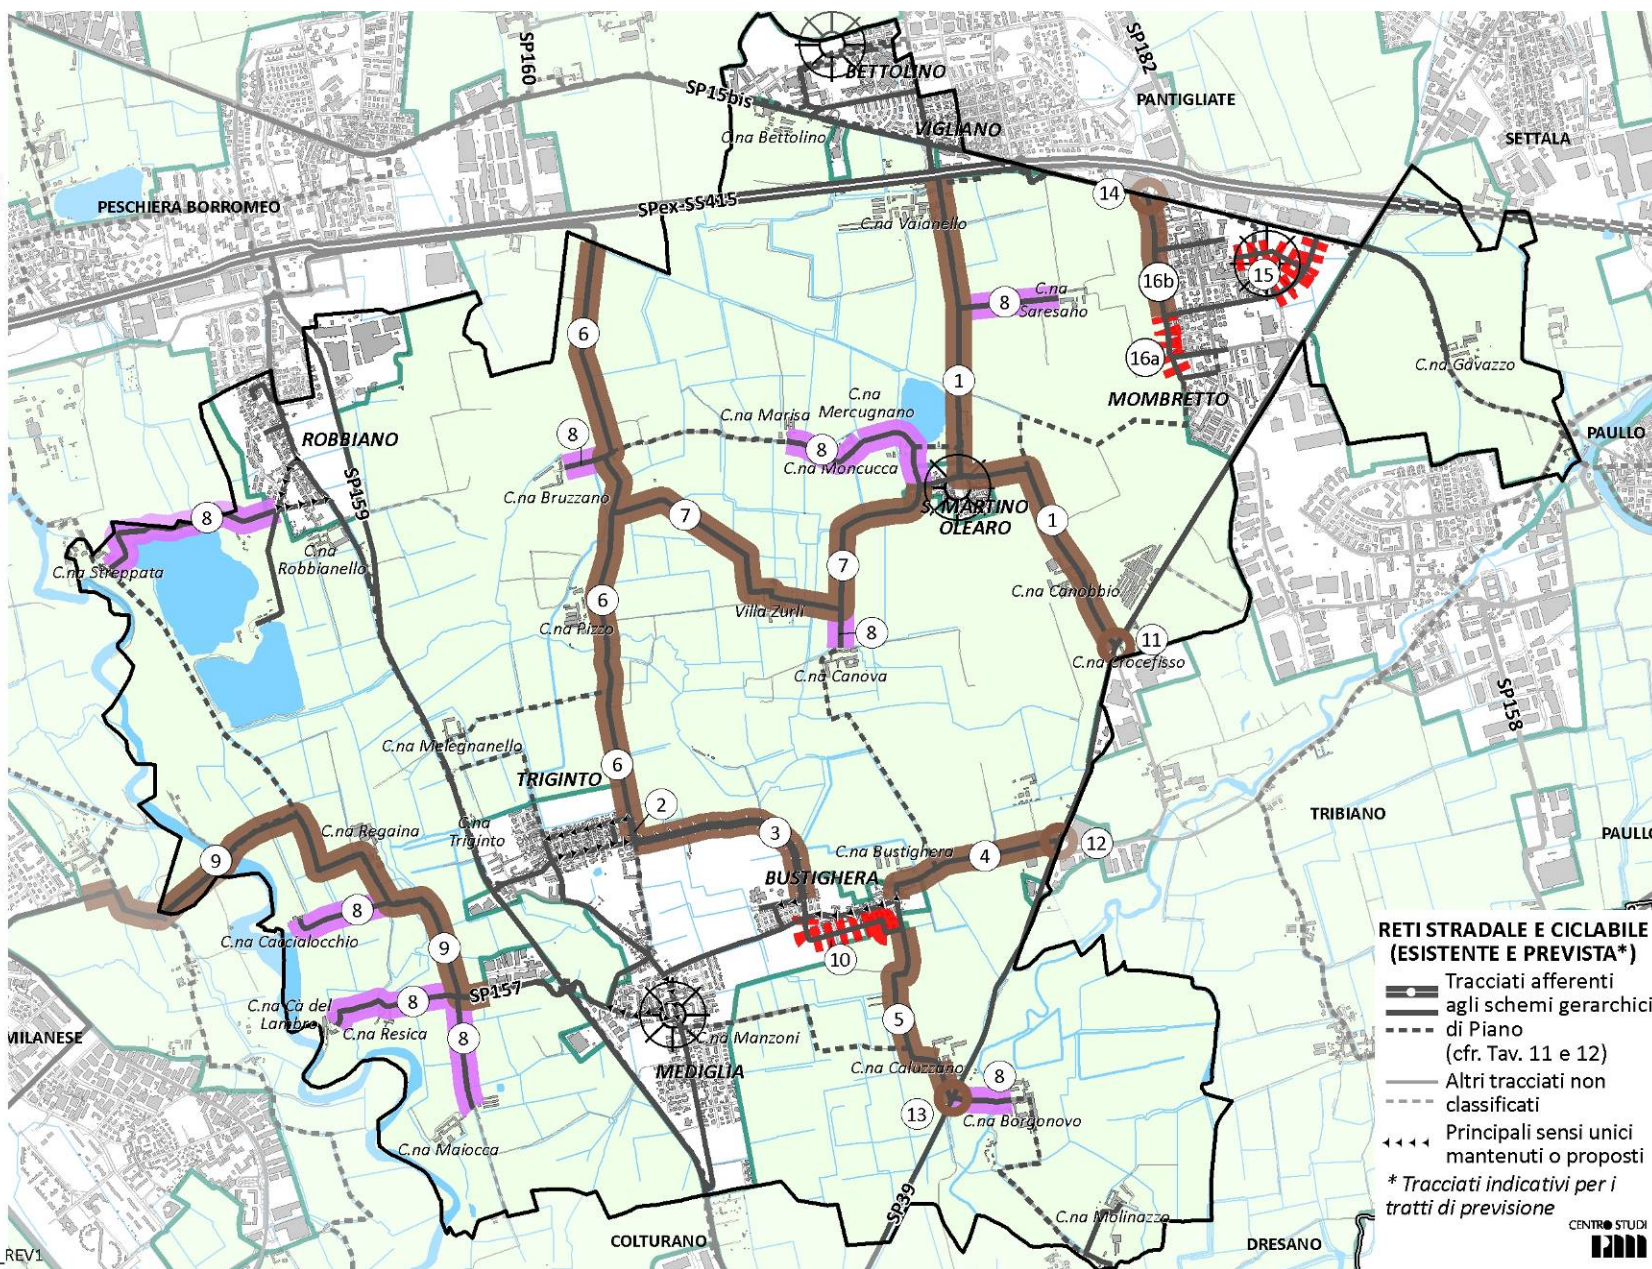 SP160
SP182
BETTOLINO
SP15bis
PANTIGLIATE
C.na Bettolino
VIGLIANO
SETTALA
PESCHIERA BORROMEO
SPex-SS415
14
C.na Vaianello
15
16b
8
C.na
Saresano
6
16a
C.na Gavazzo
1
C.na
Mercugnano
MOMBRETTO
C.na Marisa
PAULLO
ROBBIANO
8
8
C.na Moncucca
SP159
C.na Bruzzano
S. MARTINO
OLEARO
8
7
1
C.na
Robbianello
C.na Streppata
7
C.na Canobbio
6
Villa Zurli
C.na Pizzo
8
11
C.na Crocefisso
C.na Canova
SP158
C.na Melegnanello
6
TRIGINTO
2
TRIBIANO
C.na
Triginto
3
C.na Regaina
PAULLO
12
4
C.na Bustighera
9
BUSTIGHERA
8
C.na Caccialocchio
9
10
RETI STRADALE E CICLABILE
(ESISTENTE E PREVISTA*)
Tracciati afferenti
agli schemi gerarchici
di Piano
(cfr. Tav. 11 e 12)
Altri tracciati non
classificati
Principali sensi unici
mantenuti o proposti
* Tracciati indicativi per i
tratti di previsione
SP157
8
C.na Cà del
Lambro
C.na Resica
5
MILANESE
8
C.na Manzoni
MEDIGLIA
C.na Caluzzano
8
13
C.na Borgonovo
C.na Maiocca
SP39
C.na Molinazzo
COLTURANO
DRESANO
CENTRO STUDI
PIM
_REV1